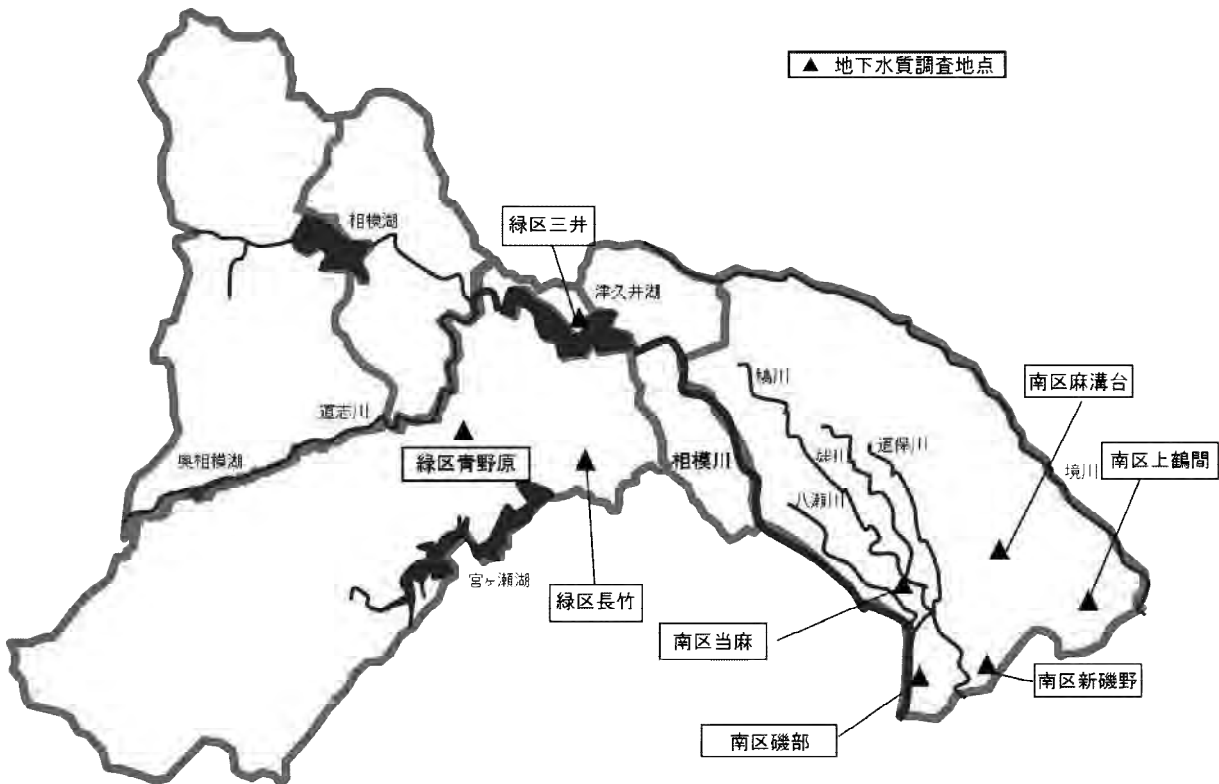 ▲ 地下水質調査地点
相模湖
緑区三井
津久井湖
鳩川
南区麻溝台
道志川
奥相模湖
緑区青野原
相模川
姥川
道保川
境川
南区上鶴間
八瀬川
宮ヶ瀬湖
緑区長竹
南区当麻
南区新磯野
南区磯部